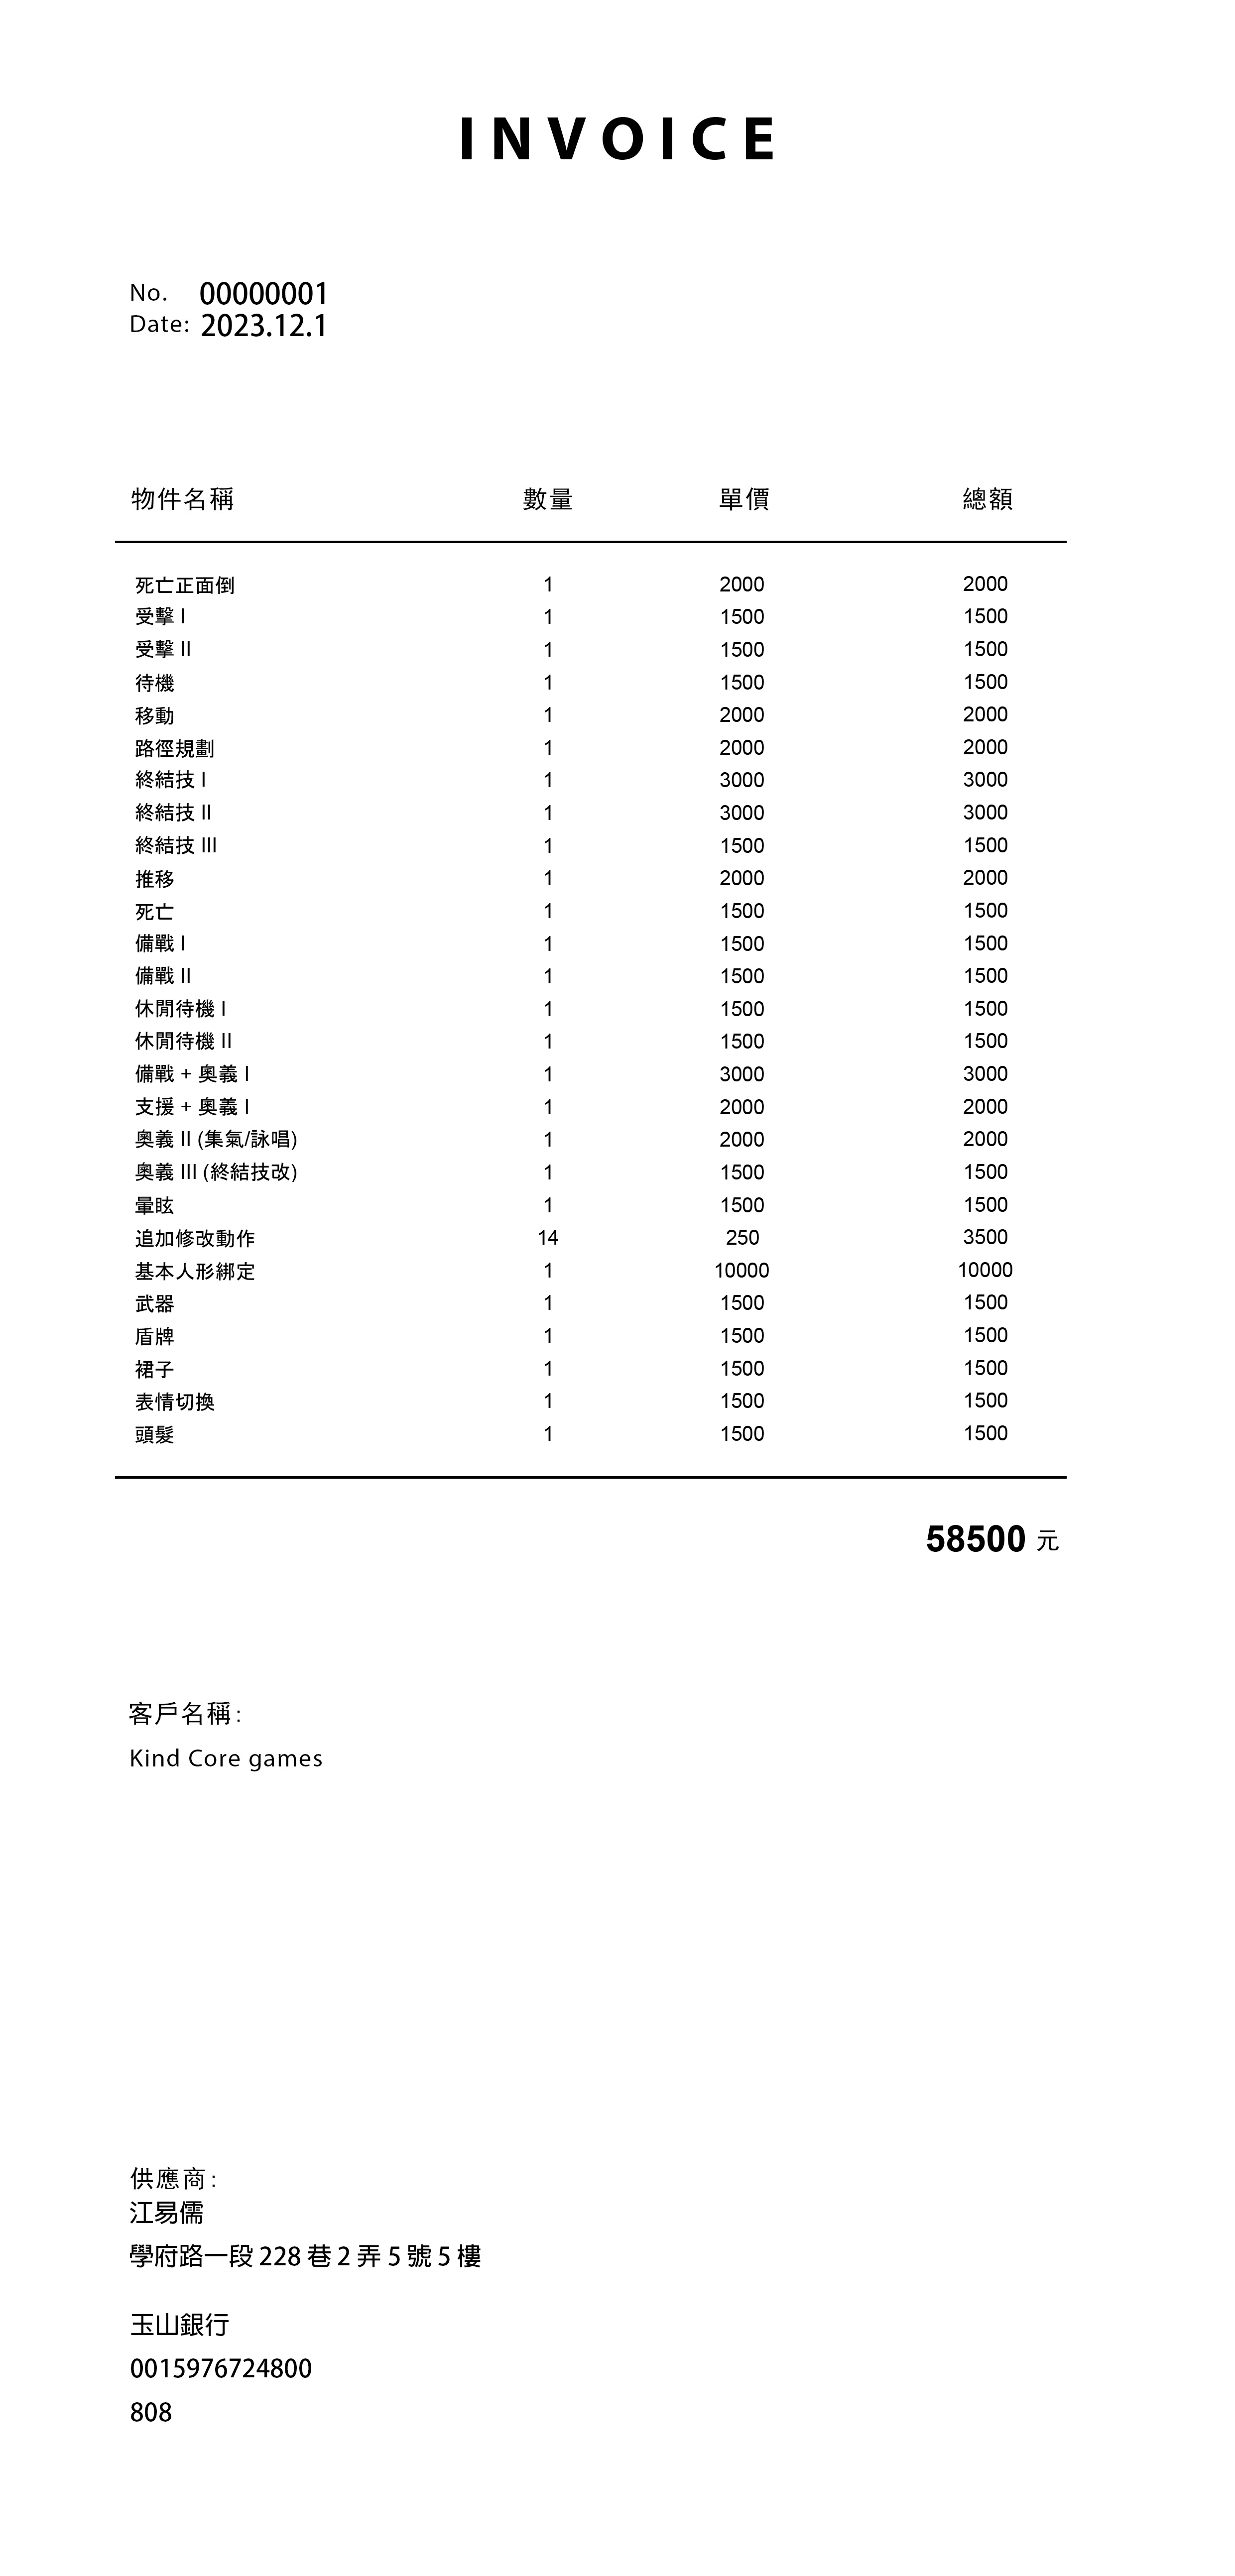 INVOICE
No. 00000001
Date: 2023.12.1
物件名稱 數量 單價 總額
死亡正面倒 1 2000 2000
受擊 I 1 1500 1500
受擊 II 1 1500 1500
待機 1 1500 1500
移動 1 2000 2000
路徑規劃 1 2000 2000
終結技 I 1 3000 3000
終結技 II 1 3000 3000
終結技 III 1 1500 1500
推移 1 2000 2000
死亡 1 1500 1500
備戰 I 1 1500 1500
備戰 II 1 1500 1500
休閒待機 I 1 1500 1500
休閒待機 II 1 1500 1500
備戰 + 奧義 I 1 3000 3000
支援 + 奧義 I 1 2000 2000
奧義 II (集氣/詠唱) 1 2000 2000
奧義 III (終結技改) 1 1500 1500
暈眩 1 1500 1500
追加修改動作 14 250 3500
基本人形綁定 1 10000 10000
武器 1 1500 1500
盾牌 1 1500 1500
裙子 1 1500 1500
表情切換 1 1500 1500
頭髮 1 1500 1500
58500 元
客戶名稱:
Kind Core games
供應商:
江易儒
學府路一段 228 巷 2 弄 5 號 5 樓
玉山銀行
0015976724800
808